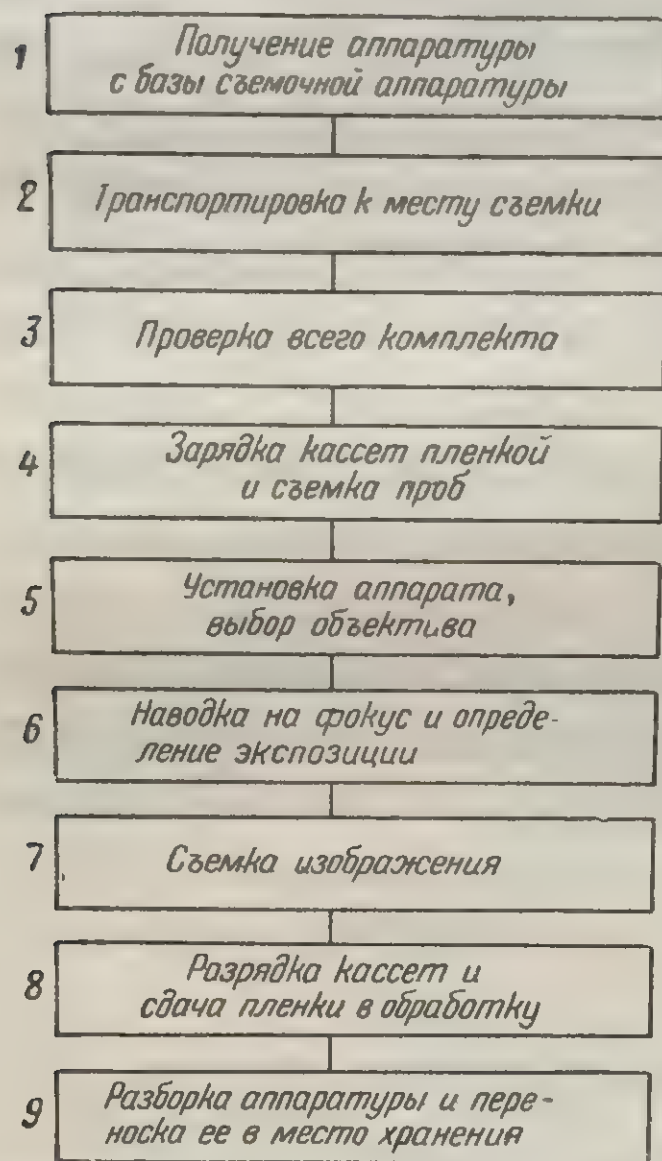 1
Получение аппаратуры
с базы съемочной аппаратуры
2
Транспортировка к месту съемки
3
Проверка всего комплекта
4
Зарядка кассет пленкой
и съемка проб
5
Установка аппарата,
выбор объектива
6
Наводка на фокус и опреде-
ление экспозиции
7
Съемка изображения
8
Разрядка кассет и
сдача пленки в обработку
9
Разборка аппаратуры и пере-
носка ее в место хранения